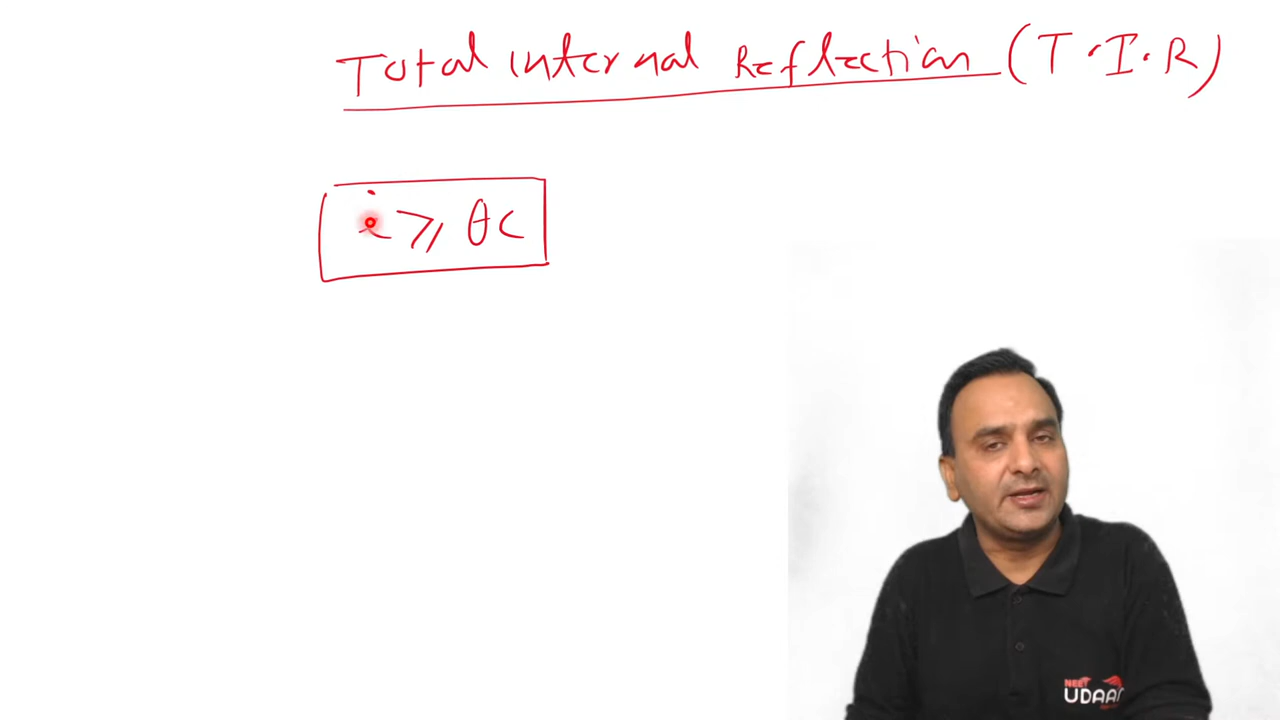 Total internal Reflection (T.I.R)
i ⩾ θc
NEET
UDAAN